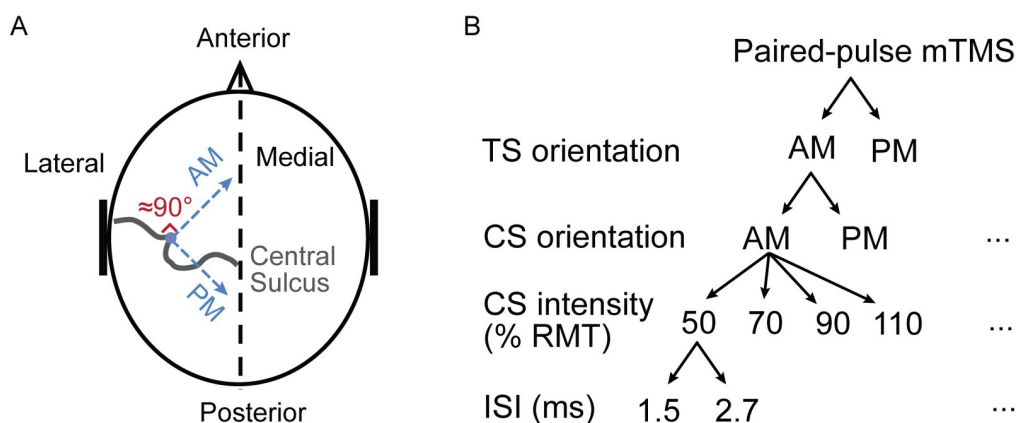 A
Anterior
Lateral
Medial
AM
≈90°
Central
Sulcus
PM
Posterior
B
Paired-pulse mTMS
TS orientation AM PM
CS orientation AM PM ...
CS intensity
(% RMT) 50 70 90 110 ...
ISI (ms) 1.5 2.7 ...